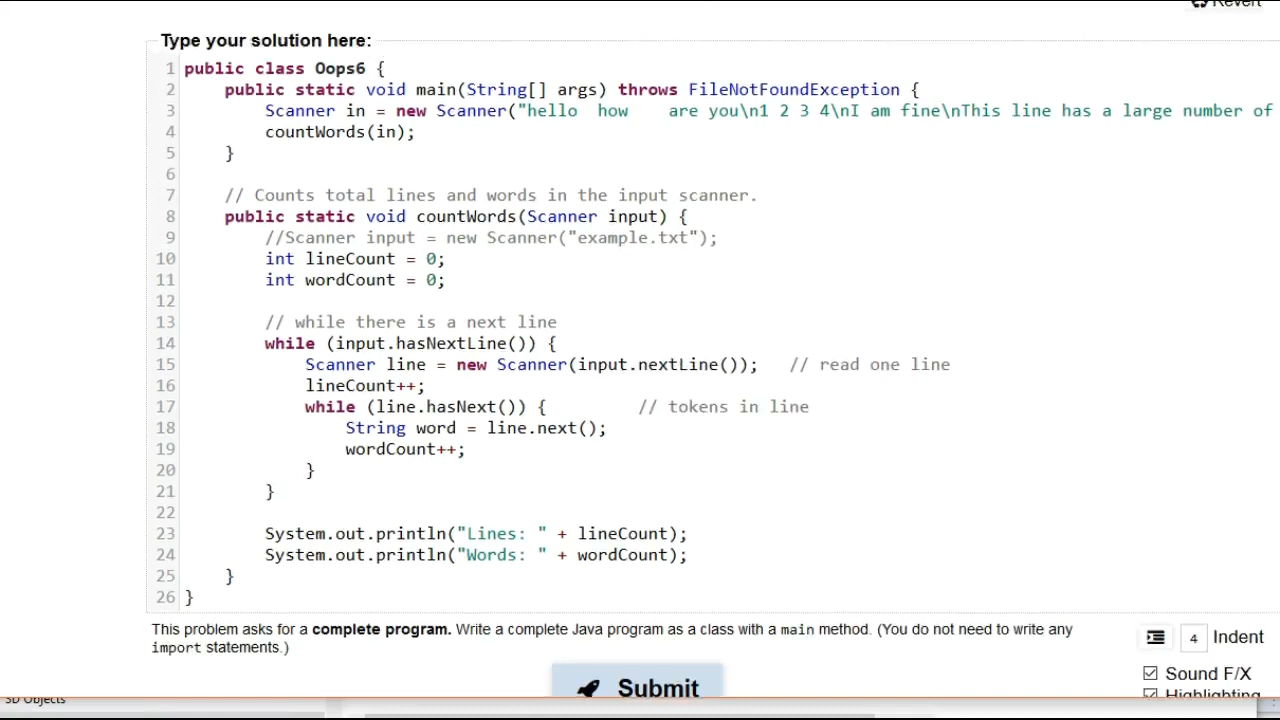 Revert
Type your solution here:
1 public class Oops6 {
2 public static void main(String[] args) throws FileNotFoundException {
3 Scanner in = new Scanner("hello  how    are you\n1 2 3 4\nI am fine\nThis line has a large number of
4 countWords(in);
5 }
6
7 // Counts total lines and words in the input scanner.
8 public static void countWords(Scanner input) {
9 //Scanner input = new Scanner("example.txt");
10 int lineCount = 0;
11 int wordCount = 0;
12
13 // while there is a next line
14 while (input.hasNextLine()) {
15 Scanner line = new Scanner(input.nextLine());   // read one line
16 lineCount++;
17 while (line.hasNext()) {         // tokens in line
18 String word = line.next();
19 wordCount++;
20 }
21 }
22
23 System.out.println("Lines: " + lineCount);
24 System.out.println("Words: " + wordCount);
25 }
26 }
This problem asks for a complete program. Write a complete Java program as a class with a main method. (You do not need to write any
import statements.)
4 Indent
Sound F/X
Highlighting
Submit
3D Objects